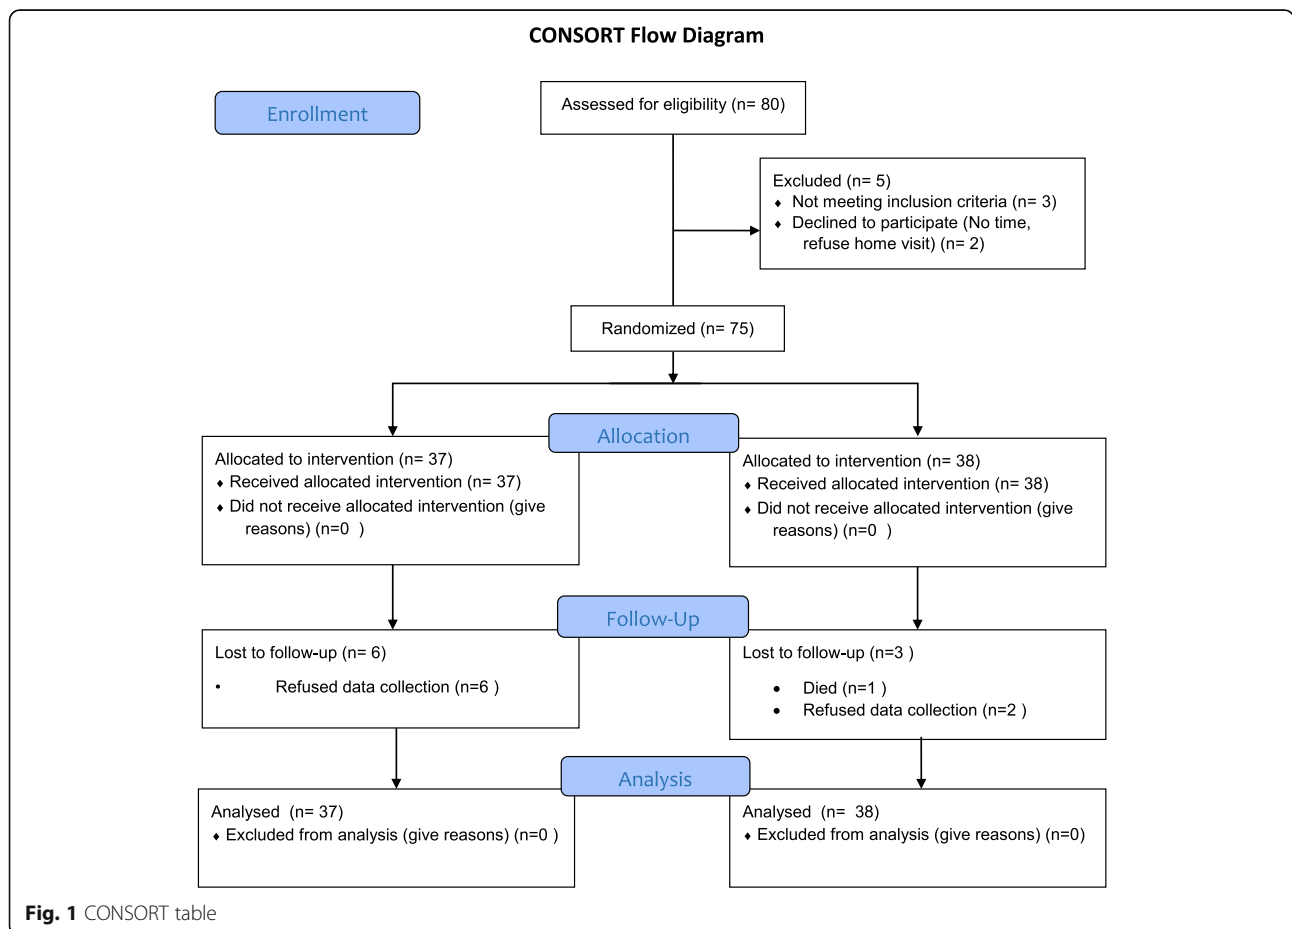 CONSORT Flow Diagram
Enrollment
Assessed for eligibility (n= 80)
Excluded (n= 5)
♦ Not meeting inclusion criteria (n= 3)
♦ Declined to participate (No time,
refuse home visit) (n= 2)
Randomized (n= 75)
Allocation
Allocated to intervention (n= 37)
♦ Received allocated intervention (n= 37)
♦ Did not receive allocated intervention (give
reasons) (n=0 )
Allocated to intervention (n= 38)
♦ Received allocated intervention (n= 38)
♦ Did not receive allocated intervention (give
reasons) (n=0 )
Follow-Up
Lost to follow-up (n= 6)
• Refused data collection (n=6 )
Lost to follow-up (n=3 )
• Died (n=1 )
• Refused data collection (n=2 )
Analysis
Analysed (n= 37)
♦ Excluded from analysis (give reasons) (n=0 )
Analysed (n= 38)
♦ Excluded from analysis (give reasons) (n=0)
Fig. 1 CONSORT table